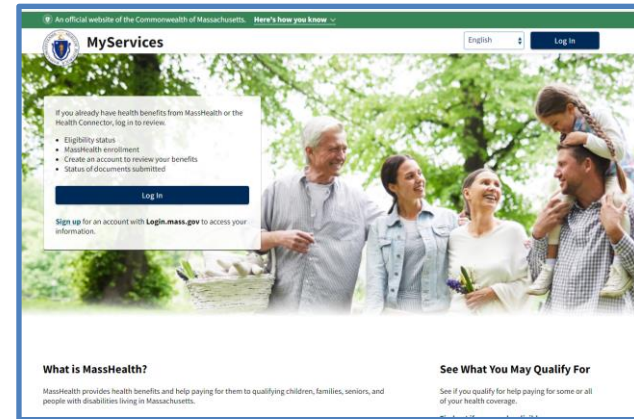 An official website of the Commonwealth of Massachusetts. Here's how you know
MyServices
English
Log In
If you already have health benefits from MassHealth or the
Health Connector, log in to review.
• Eligibility status
• MassHealth enrollment
• Create an account to review your benefits
• Status of documents submitted
Log In
Sign up for an account with Login.mass.gov to access your
information.
What is MassHealth?
MassHealth provides health benefits and help paying for them to qualifying children, families, seniors, and
people with disabilities living in Massachusetts.
See What You May Qualify For
See if you qualify for help paying for some or all
of your health coverage.